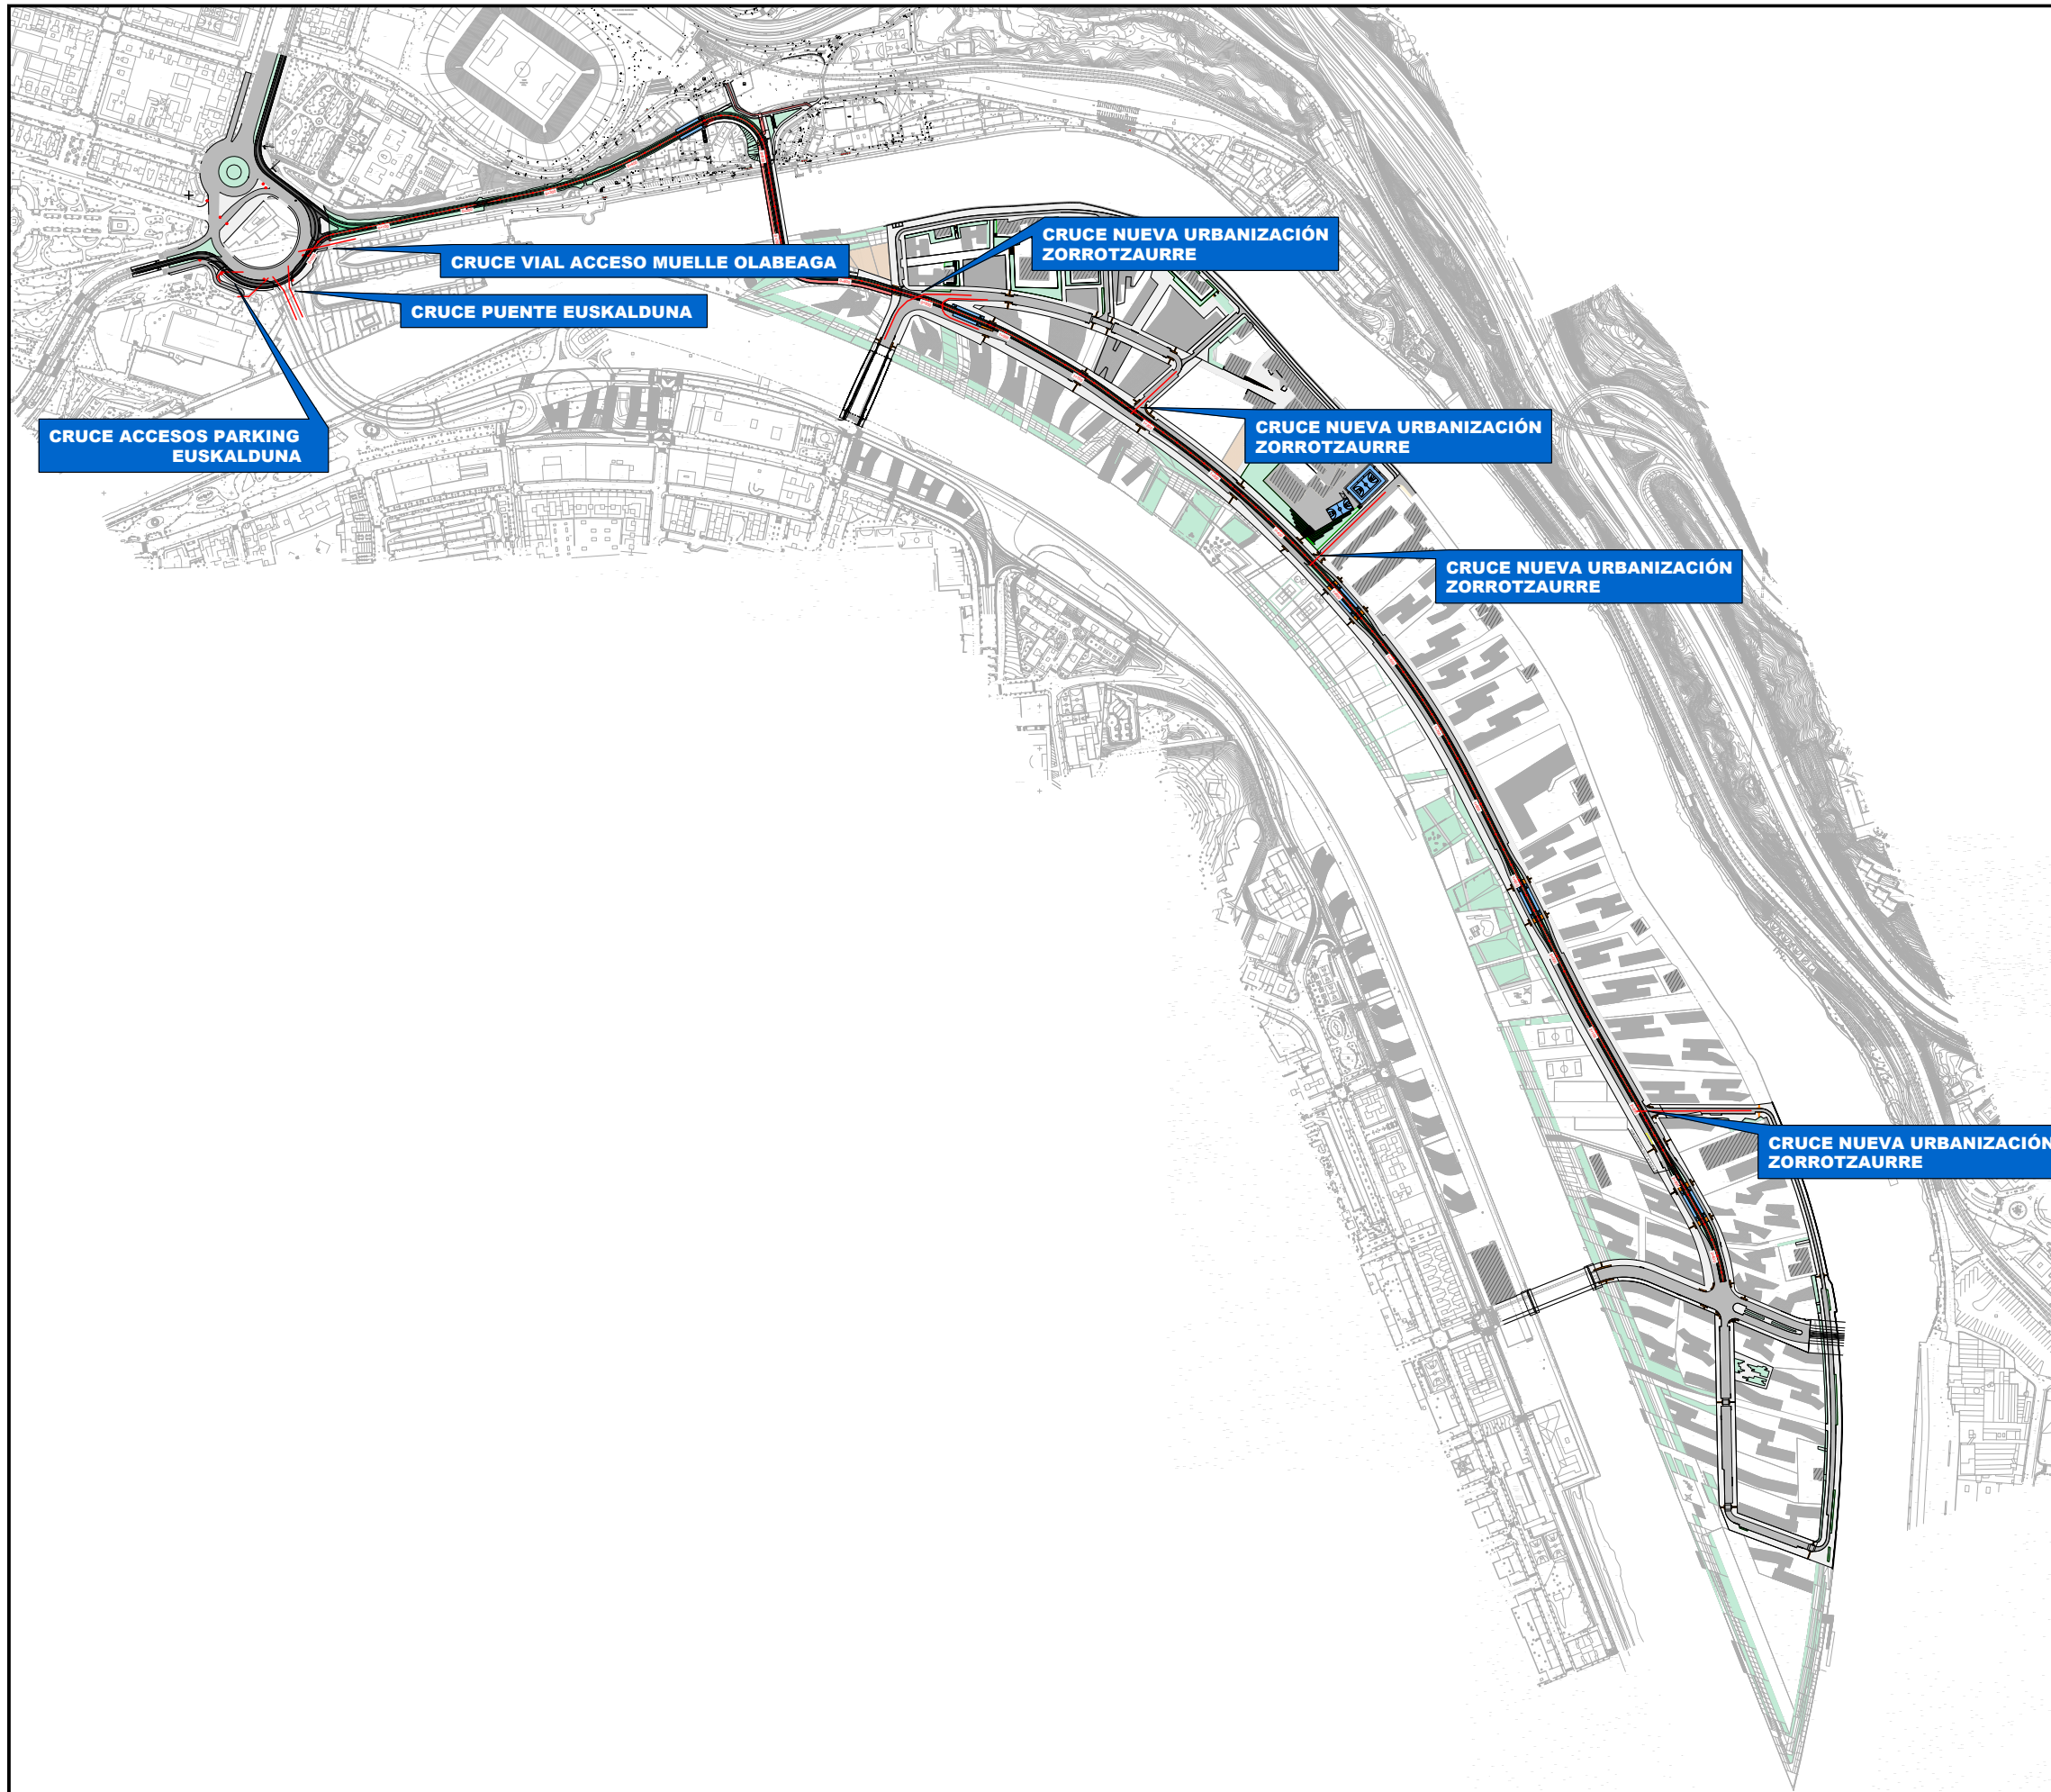 CRUCE NUEVA URBANIZACIÓN
ZORROTZAURRE
CRUCE VIAL ACCESO MUELLE OLABEAGA
CRUCE PUENTE EUSKALDUNA
CRUCE ACCESOS PARKING
EUSKALDUNA
CRUCE NUEVA URBANIZACIÓN
ZORROTZAURRE
CRUCE NUEVA URBANIZACIÓN
ZORROTZAURRE
CRUCE NUEVA URBANIZACIÓN
ZORROTZAURRE